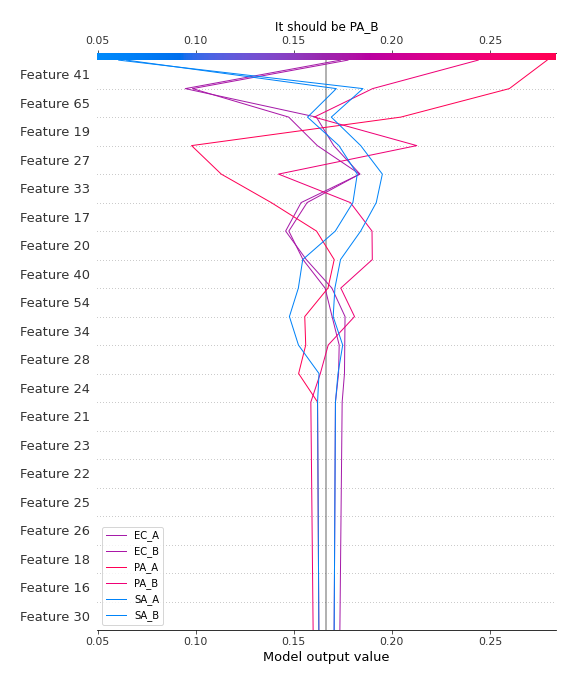 It should be PA_B
0.05 0.10 0.15 0.20 0.25
Feature 41
Feature 65
Feature 19
Feature 27
Feature 33
Feature 17
Feature 20
Feature 40
Feature 54
Feature 34
Feature 28
Feature 24
Feature 21
Feature 23
Feature 22
Feature 25
Feature 26
Feature 18
Feature 16
Feature 30
EC_A
EC_B
PA_A
PA_B
SA_A
SA_B
0.05 0.10 0.15 0.20 0.25
Model output value